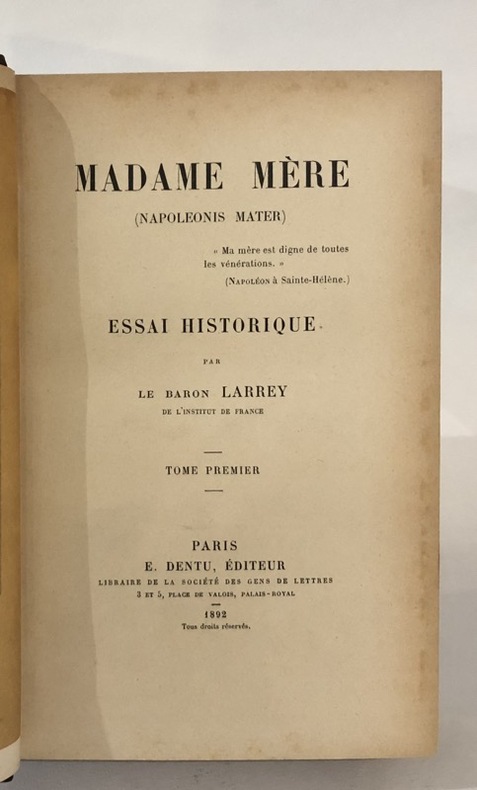 MADAME MÈRE
(NAPOLEONIS MATER)
« Ma mère est digne de toutes
les vénérations. »
(NAPOLÉON à Sainte-Hélène.)
ESSAI HISTORIQUE
PAR
LE BARON LARREY
DE L'INSTITUT DE FRANCE
TOME PREMIER
PARIS
E. DENTU, ÉDITEUR
LIBRAIRE DE LA SOCIÉTÉ DES GENS DE LETTRES
3 ET 5, PLACE DE VALOIS, PALAIS-ROYAL
1892
Tous droits réservés.